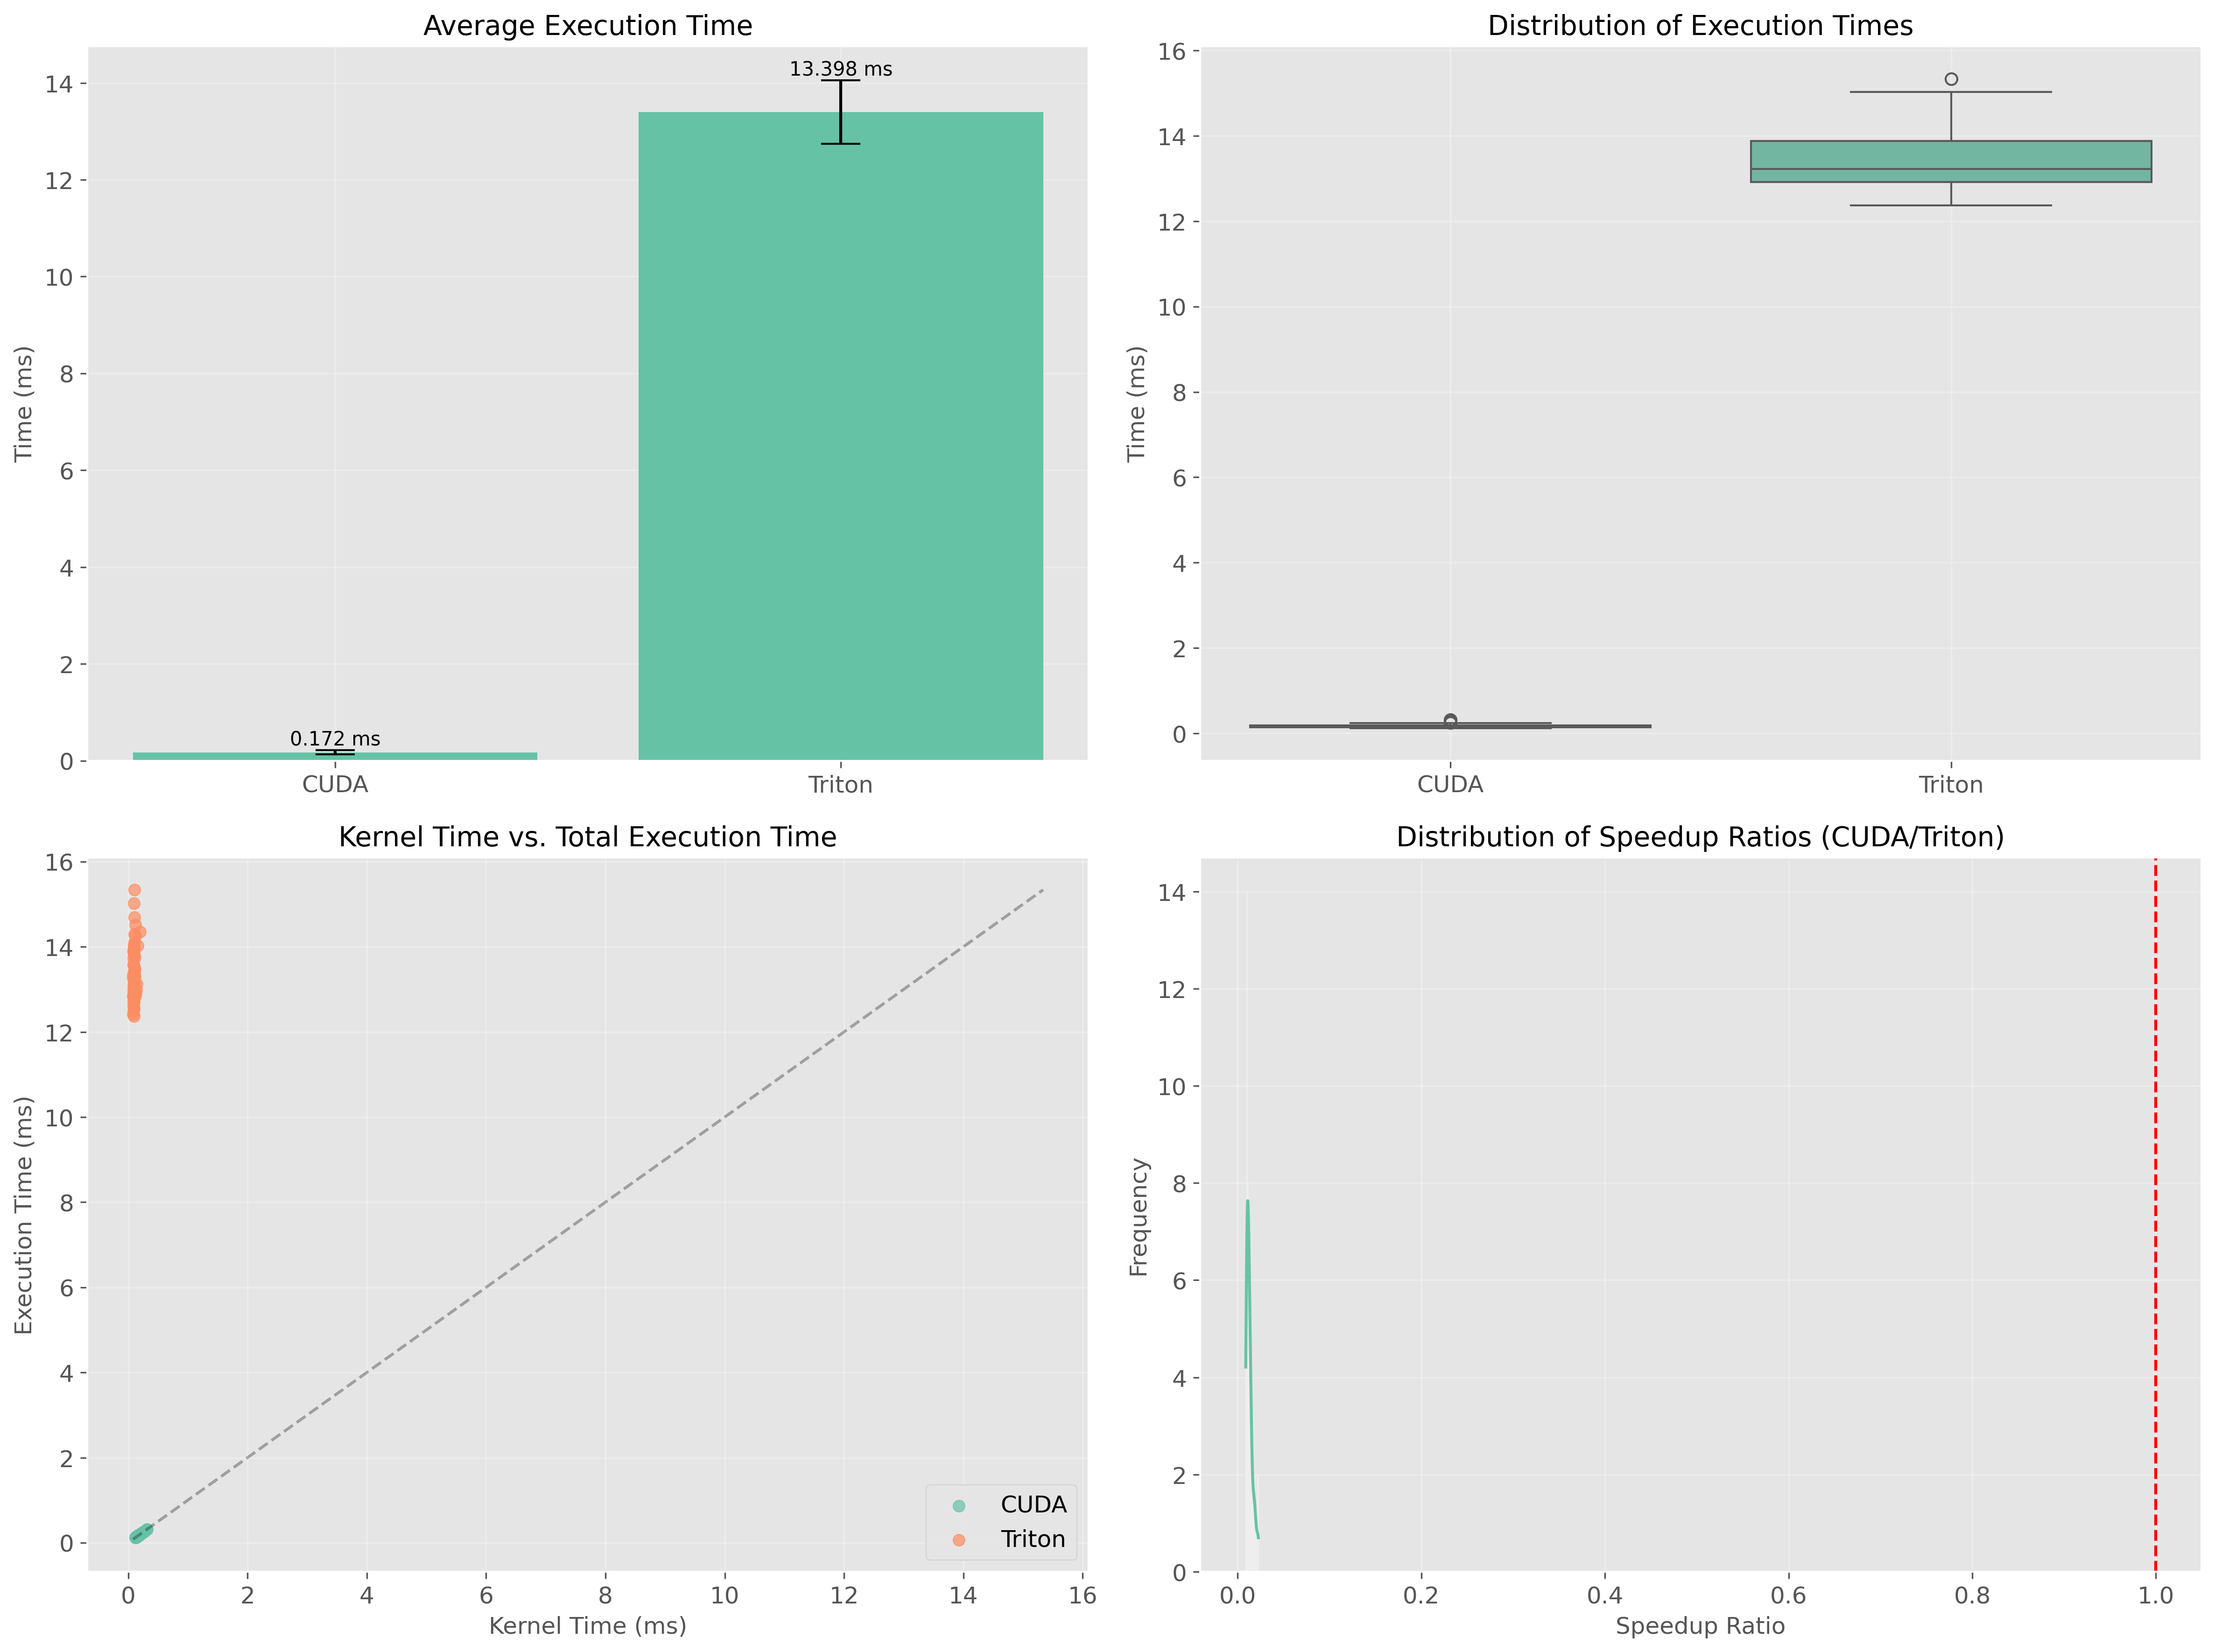 Average Execution Time
Time (ms)
14
12
10
8
6
4
2
0
13.398 ms
0.172 ms
CUDA
Triton
Distribution of Execution Times
Time (ms)
16
14
12
10
8
6
4
2
0
CUDA
Triton
Kernel Time vs. Total Execution Time
Execution Time (ms)
16
14
12
10
8
6
4
2
0
CUDA
Triton
0 2 4 6 8 10 12 14 16
Kernel Time (ms)
Distribution of Speedup Ratios (CUDA/Triton)
Frequency
14
12
10
8
6
4
2
0
0.0 0.2 0.4 0.6 0.8 1.0
Speedup Ratio